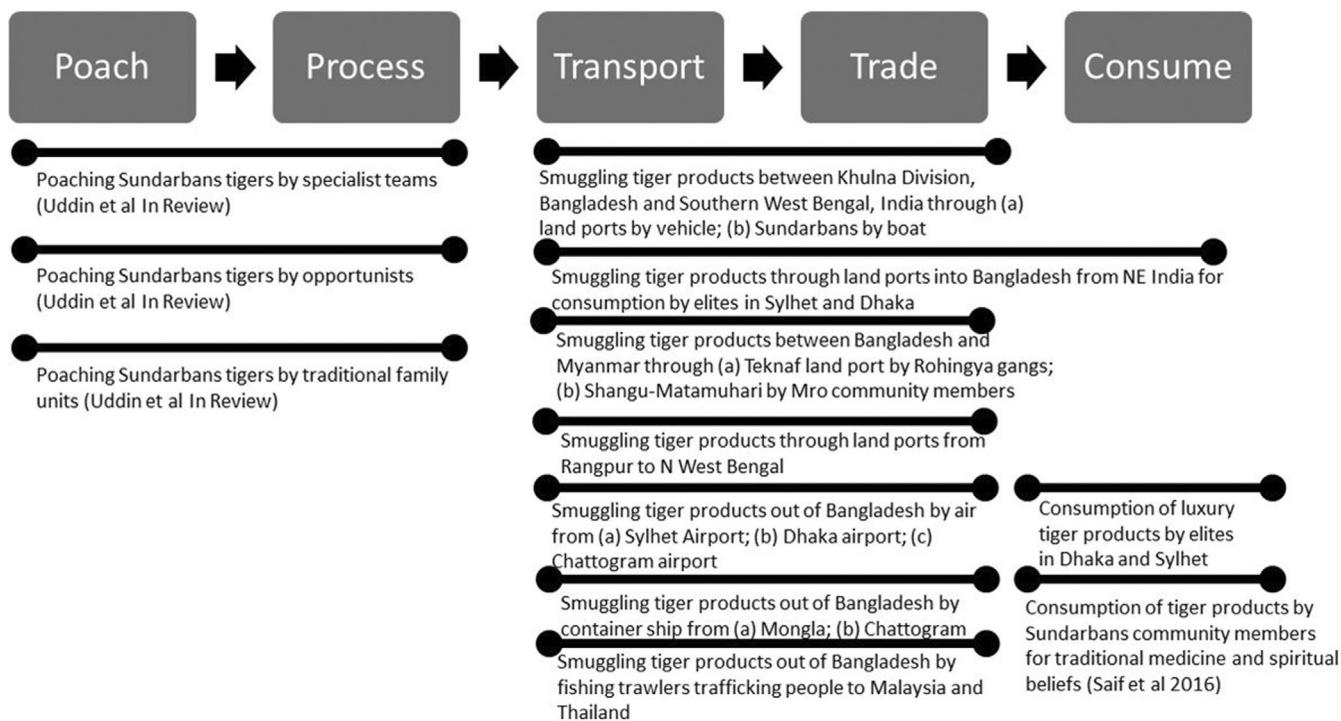 Poach
Process
Transport
Trade
Consume
Poaching Sundarbans tigers by specialist teams
(Uddin et al In Review)
Poaching Sundarbans tigers by opportunists
(Uddin et al In Review)
Poaching Sundarbans tigers by traditional family
units (Uddin et al In Review)
Smuggling tiger products between Khulna Division,
Bangladesh and Southern West Bengal, India through (a)
land ports by vehicle; (b) Sundarbans by boat
Smuggling tiger products through land ports into Bangladesh from NE India for
consumption by elites in Sylhet and Dhaka
Smuggling tiger products between Bangladesh and
Myanmar through (a) Teknaf land port by Rohingya gangs;
(b) Shangu-Matamuhari by Mro community members
Smuggling tiger products through land ports from
Rangpur to N West Bengal
Smuggling tiger products out of Bangladesh by air
from (a) Sylhet Airport; (b) Dhaka airport; (c)
Chattogram airport
Smuggling tiger products out of Bangladesh by
container ship from (a) Mongla; (b) Chattogram
Smuggling tiger products out of Bangladesh by
fishing trawlers trafficking people to Malaysia and
Thailand
Consumption of luxury
tiger products by elites
in Dhaka and Sylhet
Consumption of tiger products by
Sundarbans community members
for traditional medicine and spiritual
beliefs (Saif et al 2016)